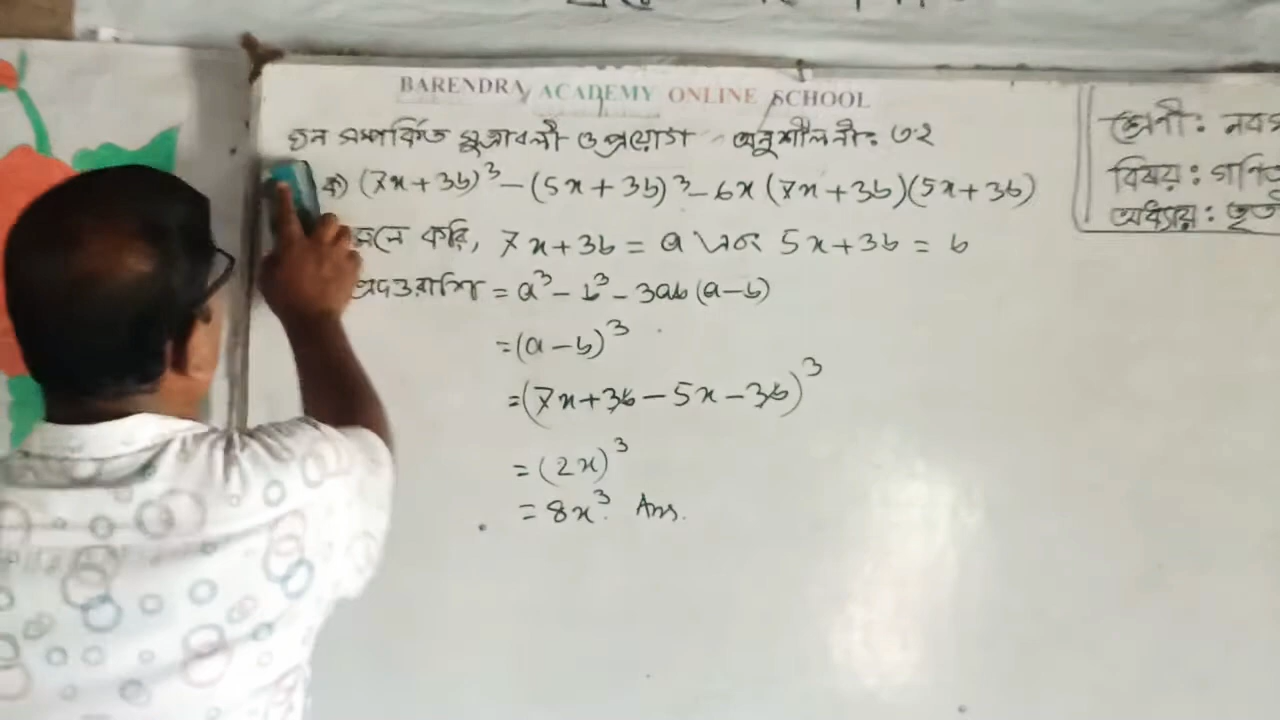 BARENDRA ACADEMY ONLINE SCHOOL
ঘন সম্পর্কিত সূত্রাবলী ও প্রয়োগ অনুশীলনী: ৩.২
ক) (7x+3b)³ - (5x+3b)³ - 6x(7x+3b)(5x+3b)
মনে করি, 7x+3b = a এবং 5x+3b = b
প্রদত্তরাশি = a³ - b³ - 3ab(a-b)
= (a-b)³
= (7x+3b-5x-3b)³
= (2x)³
= 8x³. Ans.
শ্রেণী: নবম
বিষয়: গণিত
অধ্যায়: